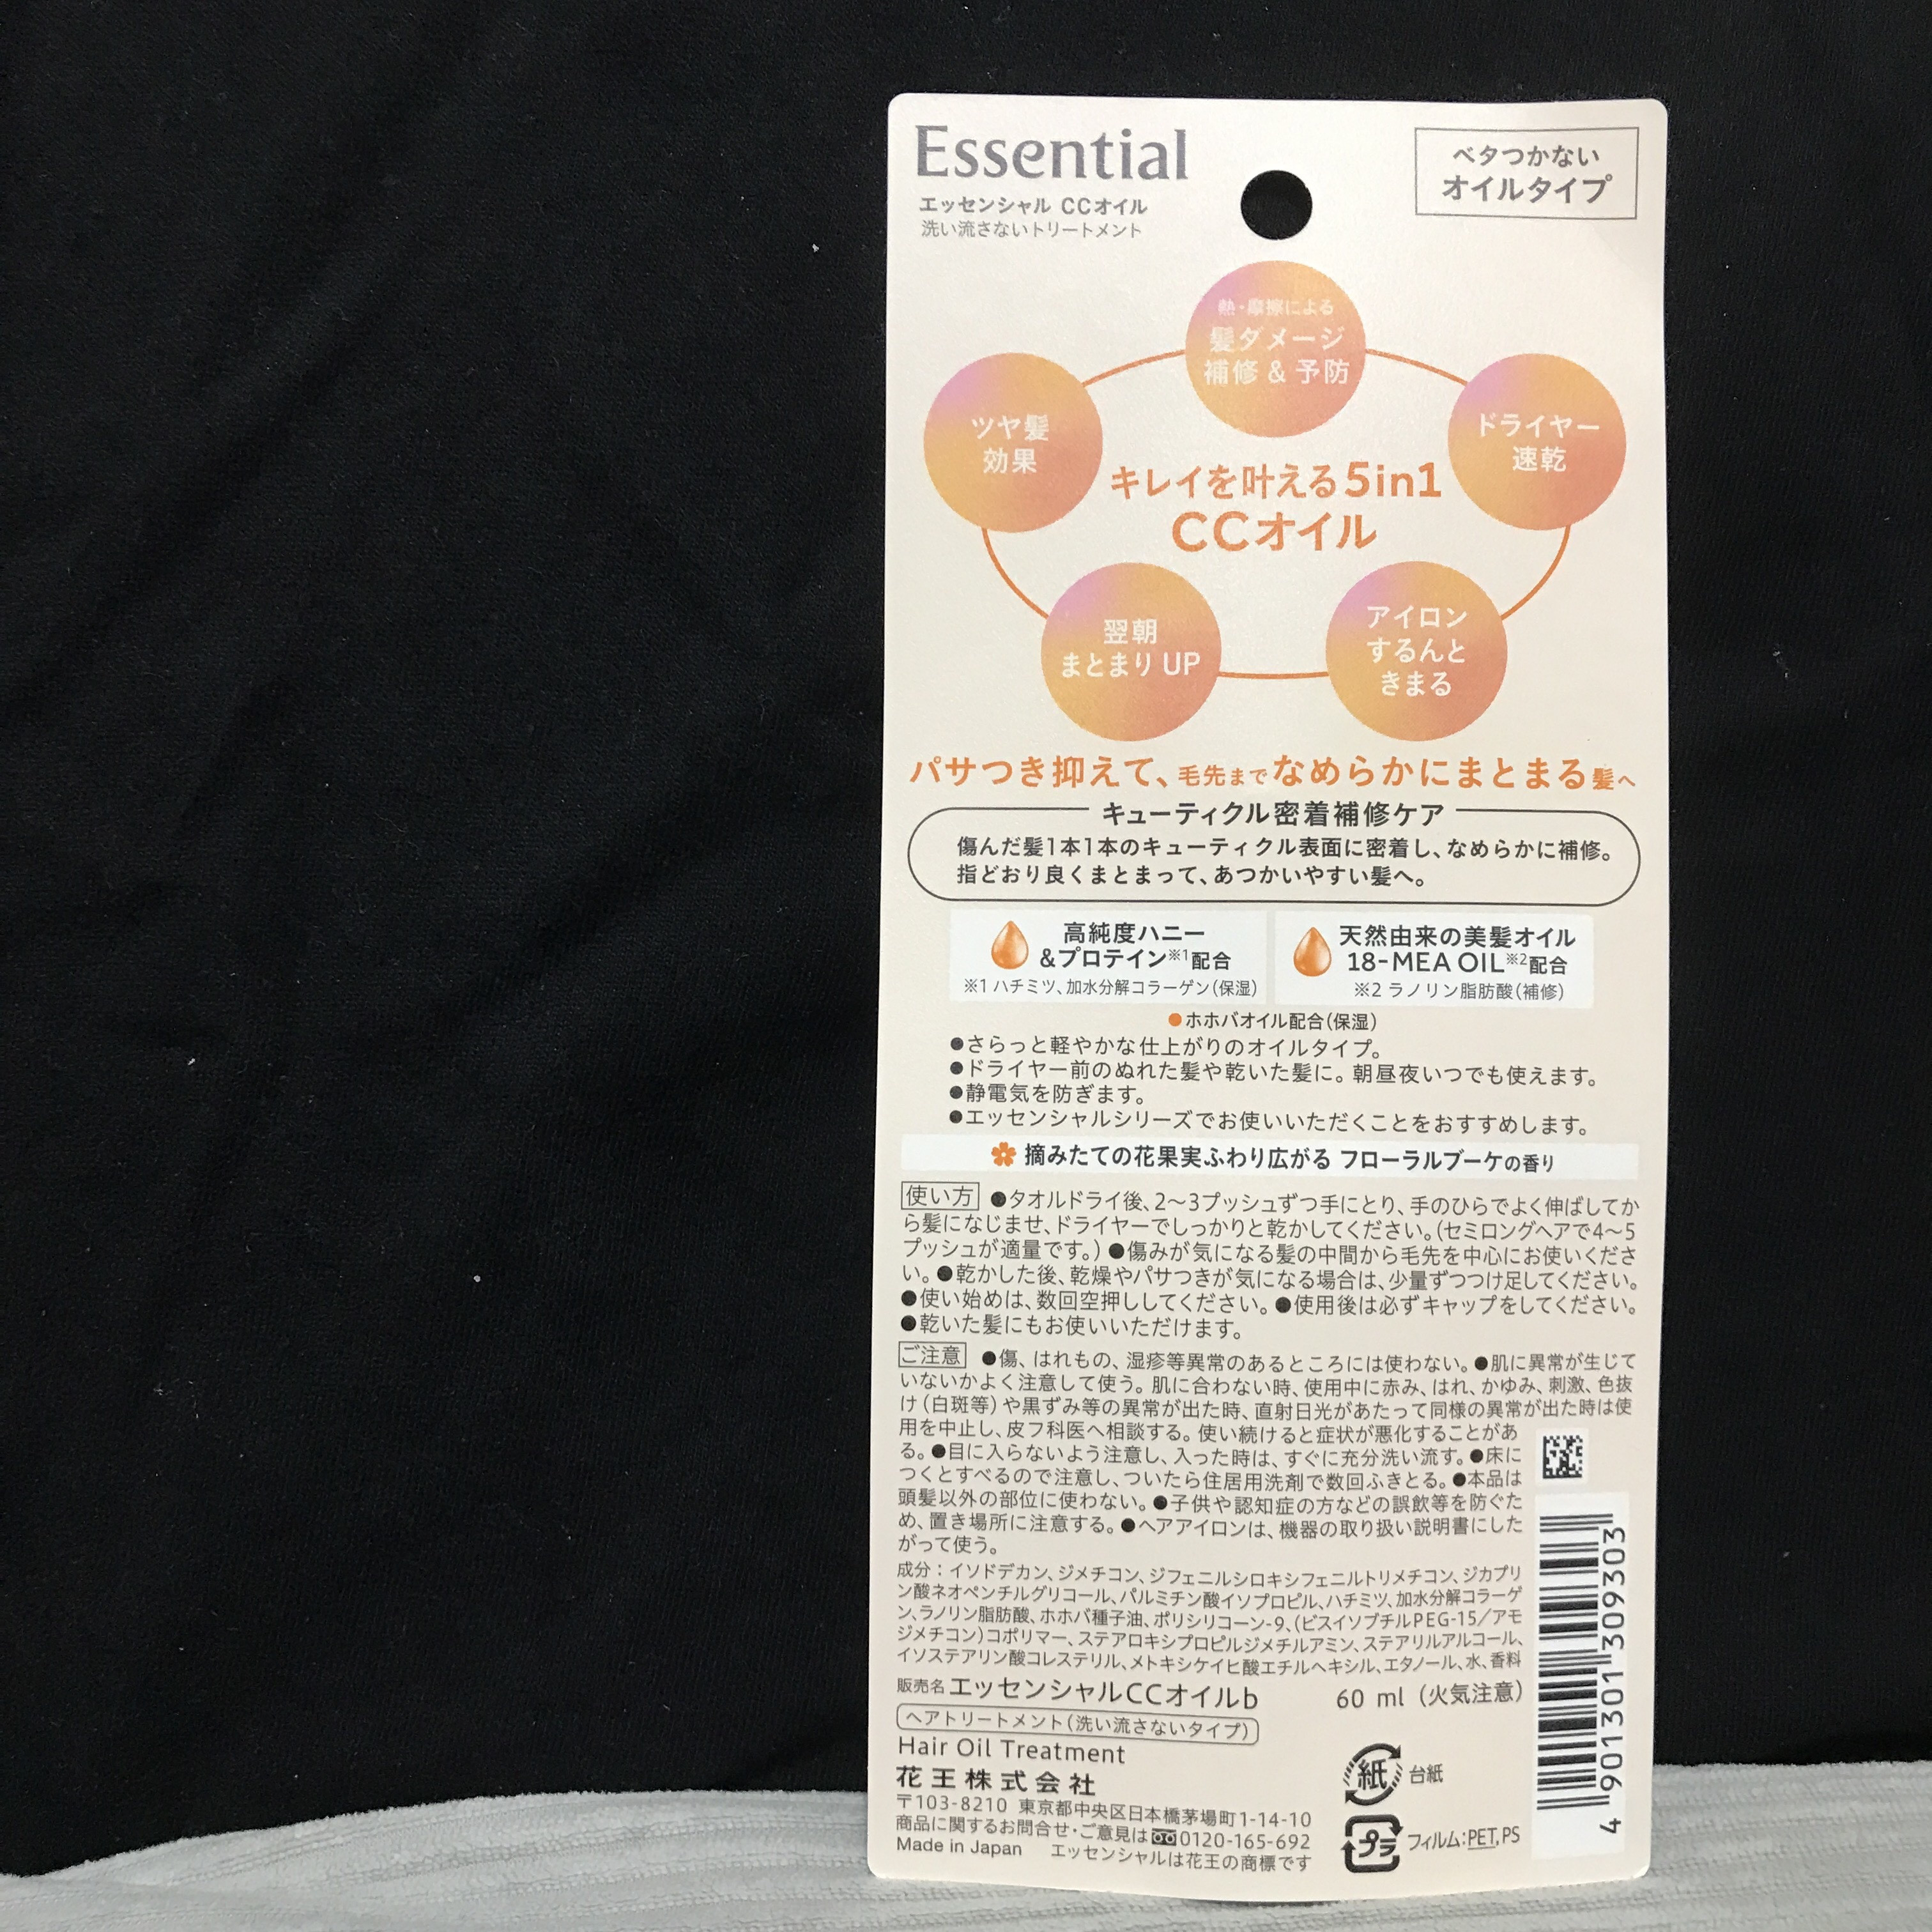 Essential
エッセンシャル CCオイル
洗い流さないトリートメント
ベタつかない
オイルタイプ
熱・摩擦による
髪ダメージ
補修 & 予防
ツヤ髪
効果
ドライヤー
速乾
キレイを叶える5in1
CCオイル
翌朝
まとまり UP
アイロン
するんと
きまる
パサつき抑えて、毛先までなめらかにまとまる髪へ
キューティクル密着補修ケア
傷んだ髪1本1本のキューティクル表面に密着し、なめらかに補修。
指どおり良くまとまって、あつかいやすい髪へ。
高純度ハニー
&プロテイン※1配合
※1 ハチミツ、加水分解コラーゲン(保湿)
天然由来の美髪オイル
18-MEA OIL※2配合
※2 ラノリン脂肪酸(補修)
●ホホバオイル配合(保湿)
●さらっと軽やかな仕上がりのオイルタイプ。
●ドライヤー前のぬれた髪や乾いた髪に。朝昼夜いつでも使えます。
●静電気を防ぎます。
●エッセンシャルシリーズでお使いいただくことをおすすめします。
摘みたての花果実ふわり広がる フローラルブーケの香り
使い方 ●タオルドライ後、2〜3プッシュずつ手にとり、手のひらでよく伸ばしてか
ら髪になじませ、ドライヤーでしっかりと乾かしてください。(セミロングヘアで4〜5
プッシュが適量です。)●傷みが気になる髪の中間から毛先を中心にお使いくださ
い。●乾かした後、乾燥やパサつきが気になる場合は、少量ずつつけ足してください。
●使い始めは、数回空押ししてください。●使用後は必ずキャップをしてください。
●乾いた髪にもお使いいただけます。
ご注意 ●傷、はれもの、湿疹等異常のあるところには使わない。●肌に異常が生じて
いないかよく注意して使う。肌に合わない時、使用中に赤み、はれ、かゆみ、刺激、色抜
け(白斑等)や黒ずみ等の異常が出た時、直射日光があたって同様の異常が出た時は使
用を中止し、皮フ科医へ相談する。使い続けると症状が悪化することがあ
る。●目に入らないよう注意し、入った時は、すぐに充分洗い流す。●床に
つくとすべるので注意し、ついたら住居用洗剤で数回ふきとる。●本品は
頭髪以外の部位に使わない。●子供や認知症の方などの誤飲等を防ぐた
め、置き場所に注意する。●ヘアアイロンは、機器の取り扱い説明書にした
がって使う。
成分:イソドデカン、ジメチコン、ジフェニルシロキシフェニルトリメチコン、ジカプリ
ン酸ネオペンチルグリコール、パルミチン酸イソプロピル、ハチミツ、加水分解コラーゲ
ン、ラノリン脂肪酸、ホホバ種子油、ポリシリコーン-9、(ビスイソブチルPEG-15/アモ
ジメチコン)コポリマー、ステアロキシプロピルジメチルアミン、ステアリルアルコール、
イソステアリン酸コレステリル、メトキシケイヒ酸エチルヘキシル、エタノール、水、香料
販売名 エッセンシャルCCオイルb 60 ml (火気注意)
ヘアトリートメント(洗い流さないタイプ)
Hair Oil Treatment
花王株式会社
〒103-8210 東京都中央区日本橋茅場町1-14-10
商品に関するお問合せ・ご意見は 0120-165-692
Made in Japan エッセンシャルは花王の商標です
紙 台紙
プラ フィルム:PET, PS
4 901301 309303